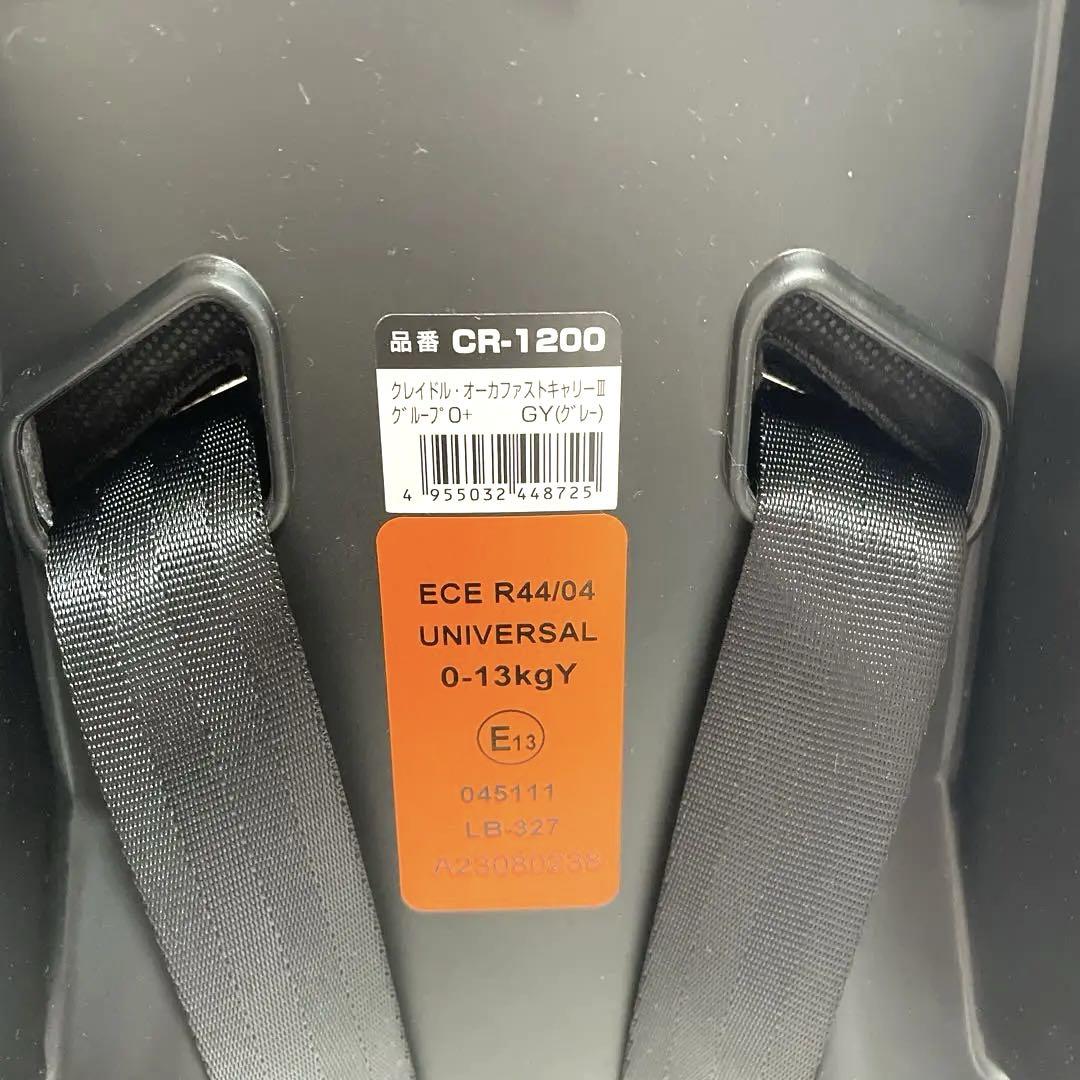 品番 CR-1200
クレイドル・オーカファストキャリーⅢ
グループ0+ GY(グレー)
4 955032 448725
ECE R44/04
UNIVERSAL
0-13kgY
E13
045111
LB-327
A23080238